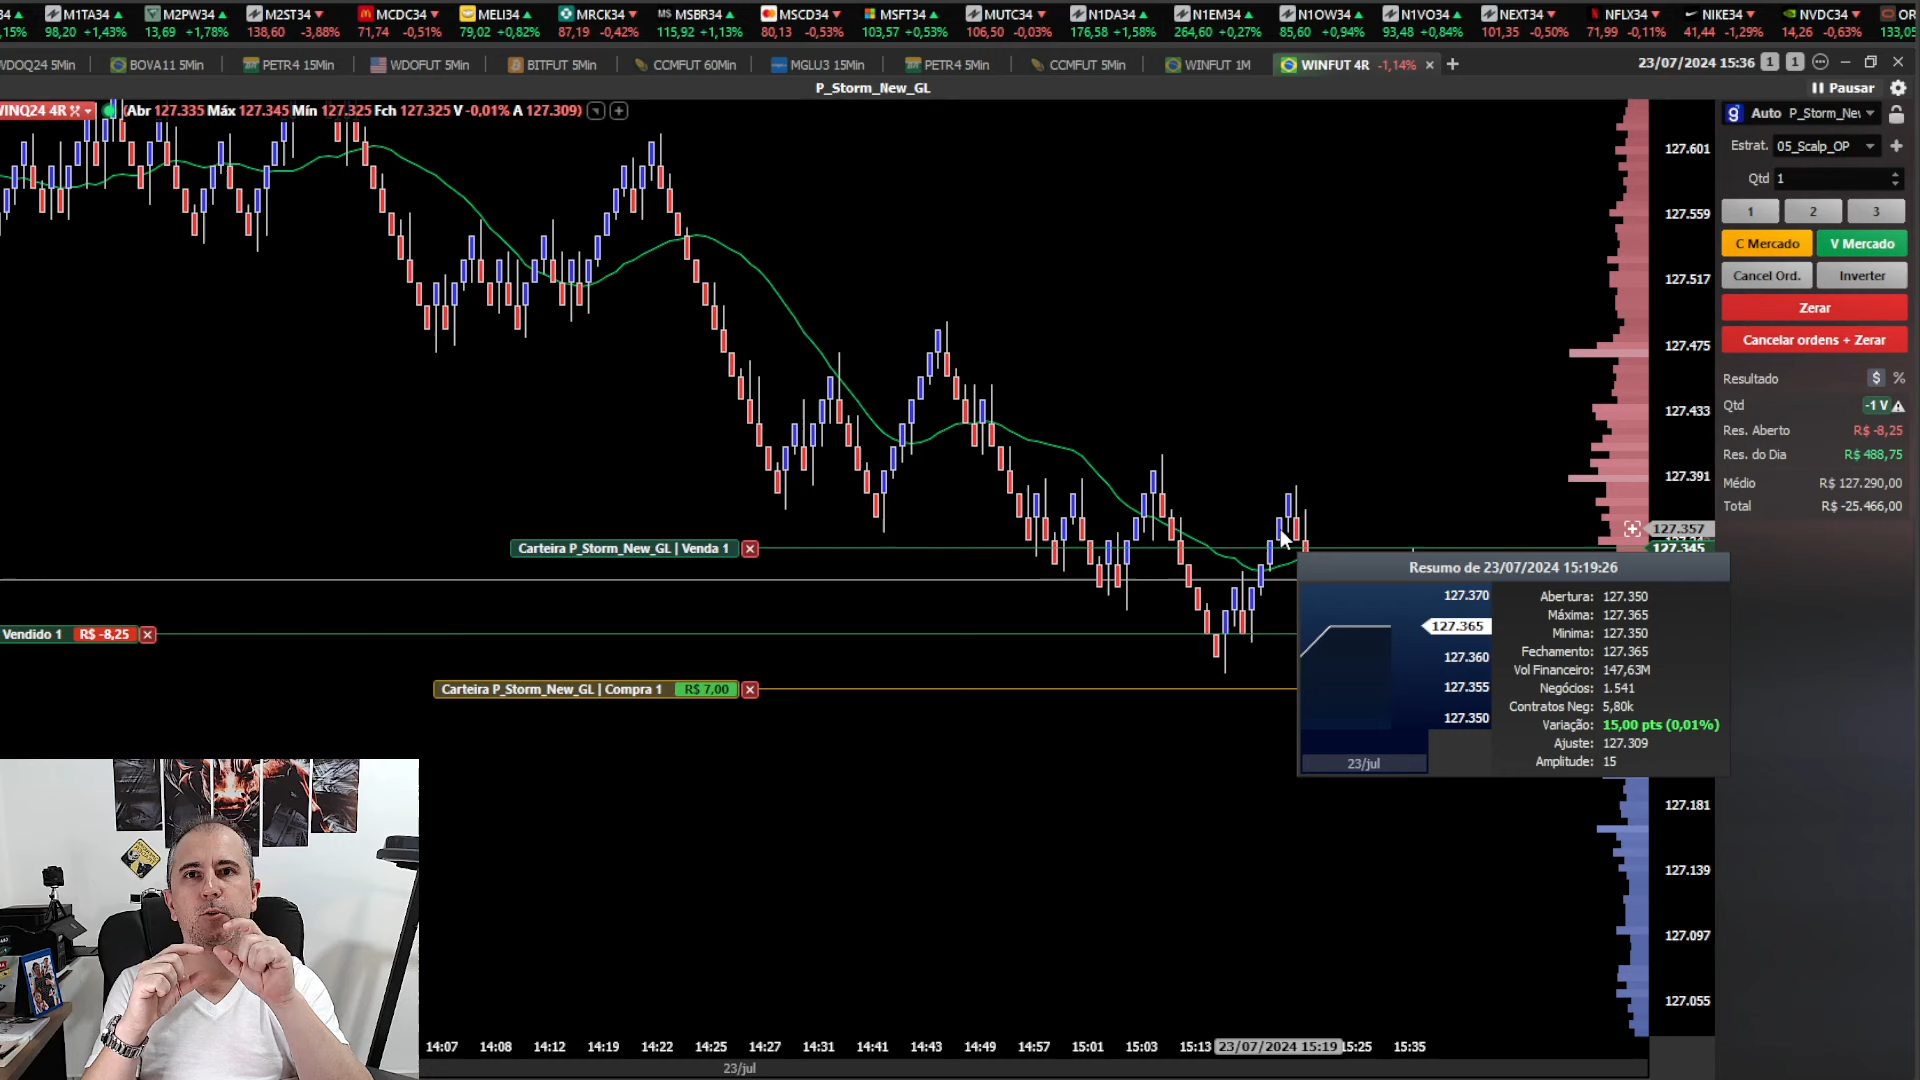 34 M1TA34 M2PW34 M2ST34 MCDC34 MELI34 MRCK34 MS MSBR34 MSCD34 MSFT34 MUTC34 N1DA34 N1EM34 N1OW34 N1VO34 NEXT34 NFLX34 NIKE34 NVDC34 OR
,15% 98,20 +1,43% 13,69 +1,78% 138,60 -3,88% 71,74 -0,51% 79,02 +0,82% 87,19 -0,42% 115,92 +1,13% 80,13 -0,53% 103,57 +0,53% 106,50 -0,03% 176,58 +1,58% 264,60 +0,27% 85,60 +0,94% 93,48 +0,84% 101,35 -0,50% 71,99 -0,11% 41,44 -1,29% 14,26 -0,63% 133,05
WDOQ24 5Min BOVA11 5Min PETR4 15Min WDOFUT 5Min BITFUT 5Min CCMFUT 60Min MGLU3 15Min PETR4 5Min CCMFUT 5Min WINFUT 1M WINFUT 4R -1,14% 23/07/2024 15:36 1 1
P_Storm_New_GL
Pausar
WINQ24 4R (Abr 127.335 Máx 127.345 Mín 127.325 Fch 127.325 V -0,01% A 127.309)
Auto P_Storm_Nev
Estrat. 05_Scalp_OP
Qtd 1
1 2 3
C Mercado V Mercado
Cancel Ord. Inverter
Zerar
Cancelar ordens + Zerar
Resultado $ %
Qtd -1 V
Res. Aberto R$ -8,25
Res. do Dia R$ 488,75
Médio R$ 127.290,00
Total R$ -25.466,00
127.601
127.559
127.517
127.475
127.433
127.391
127.357
127.345
Carteira P_Storm_New_GL | Venda 1
Vendido 1 R$ -8,25
Carteira P_Storm_New_GL | Compra 1 R$ 7,00
Resumo de 23/07/2024 15:19:26
127.370
127.365
127.360
127.355
127.350
23/jul
Abertura: 127.350
Máxima: 127.365
Minima: 127.350
Fechamento: 127.365
Vol Financeiro: 147,63M
Negócios: 1.541
Contratos Neg: 5,80k
Variação: 15,00 pts (0,01%)
Ajuste: 127.309
Amplitude: 15
127.181
127.139
127.097
127.055
14:07 14:08 14:12 14:19 14:22 14:25 14:27 14:31 14:41 14:43 14:49 14:57 15:01 15:03 15:13 23/07/2024 15:19 15:25 15:35
23/jul